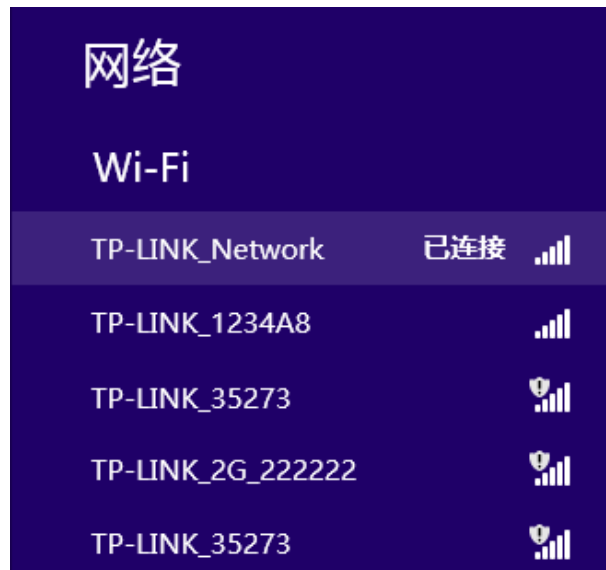 网络
Wi-Fi
TP-LINK_Network 已连接
TP-LINK_1234A8
TP-LINK_35273
TP-LINK_2G_222222
TP-LINK_35273